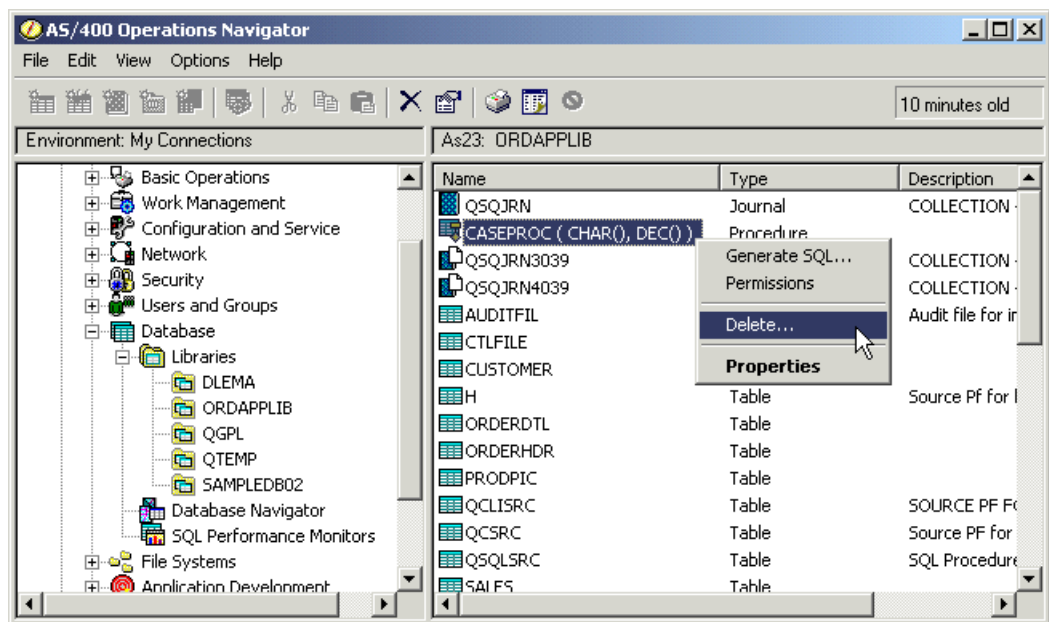 AS/400 Operations Navigator
File Edit View Options Help
10 minutes old
Environment: My Connections
As23: ORDAPPLIB
Basic Operations
Work Management
Configuration and Service
Network
Security
Users and Groups
Database
Libraries
DLEMA
ORDAPPLIB
QGPL
QTEMP
SAMPLEDB02
Database Navigator
SQL Performance Monitors
File Systems
Application Development
Name Type Description
QSQJRN Journal COLLECTION -
CASEPROC ( CHAR(), DEC() ) Procedure
QSQJRN3039 COLLECTION -
QSQJRN4039 COLLECTION -
AUDITFIL Audit file for
CTLFILE
CUSTOMER
H Table Source Pf for
ORDERDTL Table
ORDERHDR Table
PRODPIC Table
QCLISRC Table SOURCE PF
QCSRC Table Source PF for
QSQLSRC Table SQL Procedure
SALES Table
Generate SQL...
Permissions
Delete...
Properties